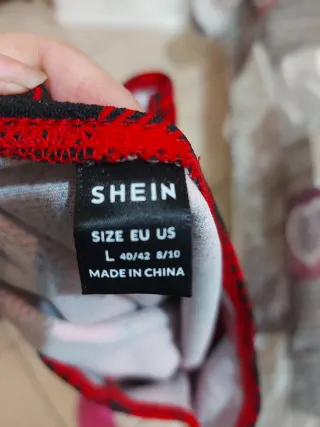 SHEIN
SIZE EU US
L 40/42 8/10
MADE IN CHINA